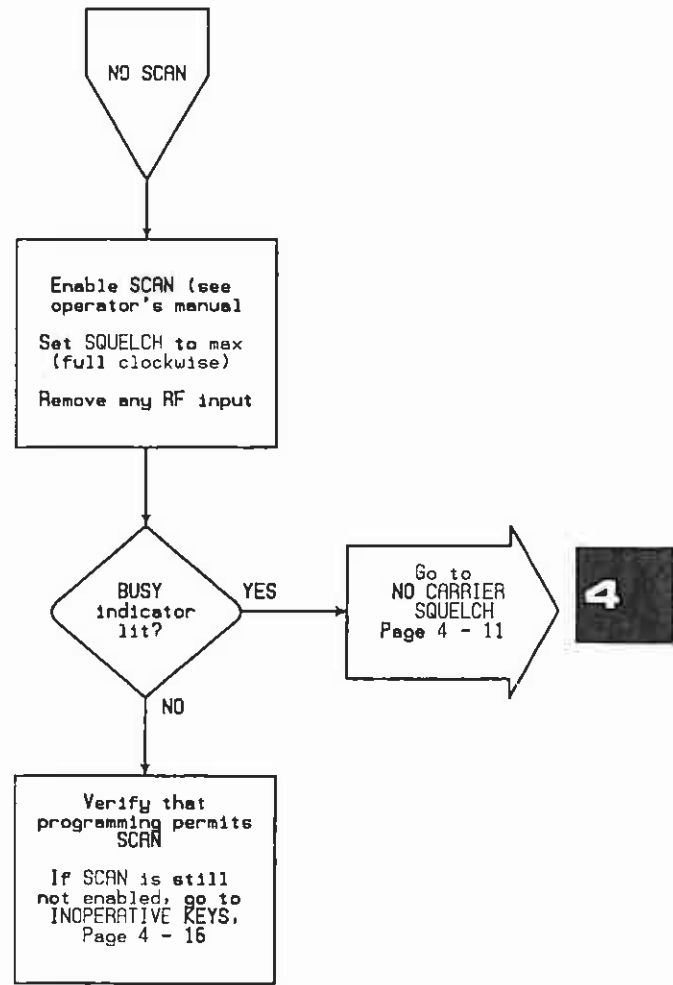 NO SCAN
Enable SCAN (see
operator's manual
Set SQUELCH to max
(full clockwise)
Remove any RF input
BUSY
indicator
lit?
YES
Go to
NO CARRIER
SQUELCH
Page 4 - 11
4
NO
Verify that
programming permits
SCAN
If SCAN is still
not enabled, go to
INOPERATIVE KEYS,
Page 4 - 16